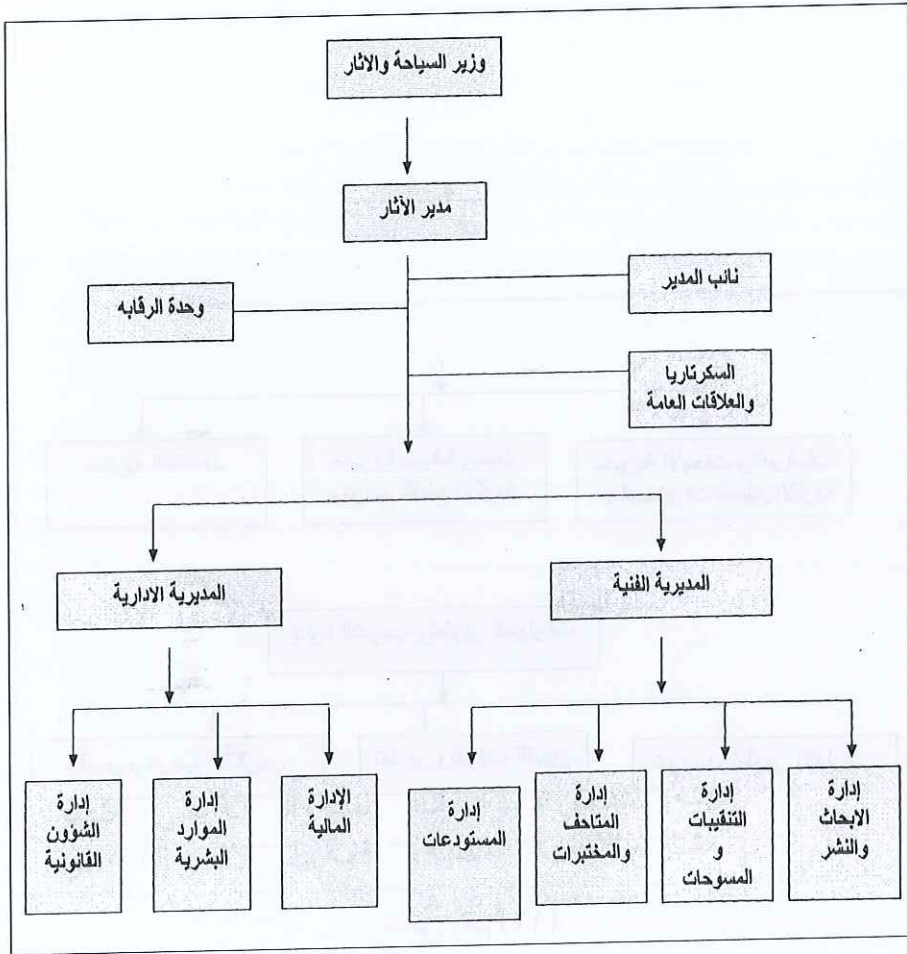 وزير السياحة والاثار
مدير الآثار
نائب المدير
وحدة الرقابه
السكرتاريا
والعلاقات العامة
المديرية الفنية
المديرية الادارية
إدارة
الابحاث
والنشر
إدارة
التنقيبات
و
المسوحات
إدارة
المتاحف
والمختبرات
إدارة
المستودعات
الإدارة
المالية
إدارة
الموارد
البشرية
إدارة
الشؤون
القانونية